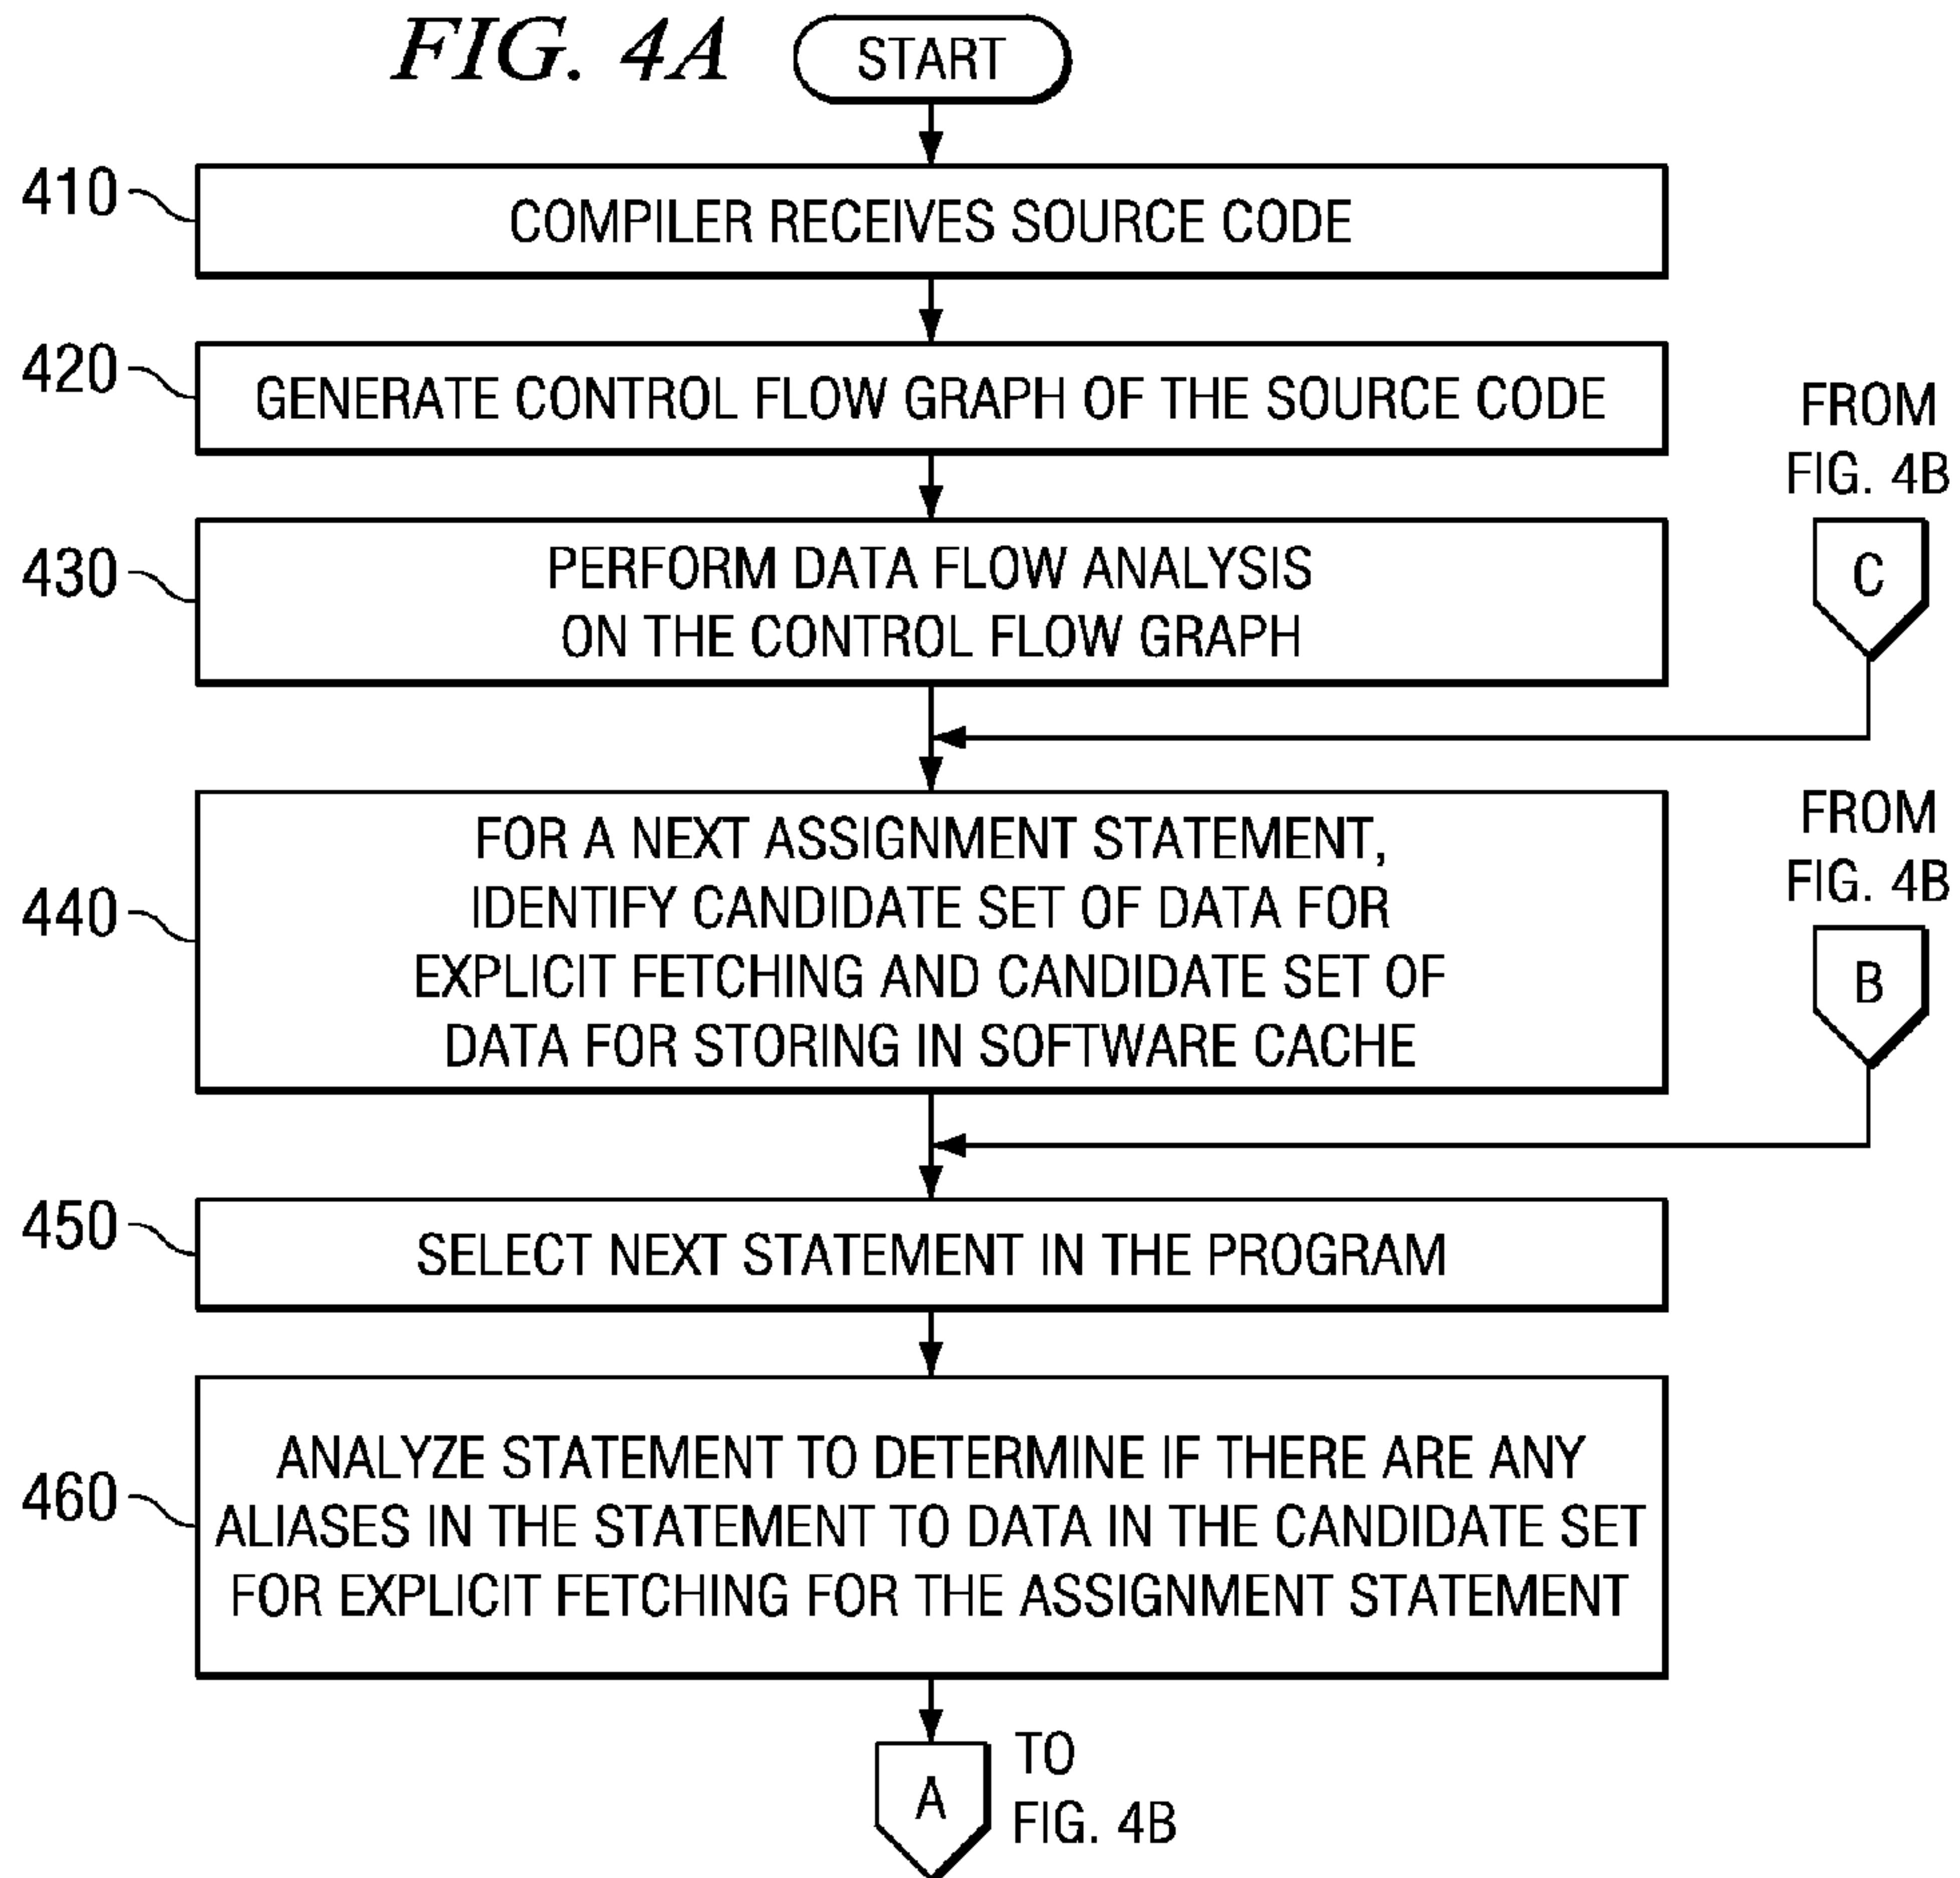 FIG. 4A
START
410
COMPILER RECEIVES SOURCE CODE
420
GENERATE CONTROL FLOW GRAPH OF THE SOURCE CODE
FROM
FIG. 4B
430
PERFORM DATA FLOW ANALYSIS
ON THE CONTROL FLOW GRAPH
C
440
FOR A NEXT ASSIGNMENT STATEMENT,
IDENTIFY CANDIDATE SET OF DATA FOR
EXPLICIT FETCHING AND CANDIDATE SET OF
DATA FOR STORING IN SOFTWARE CACHE
FROM
FIG. 4B
B
450
SELECT NEXT STATEMENT IN THE PROGRAM
460
ANALYZE STATEMENT TO DETERMINE IF THERE ARE ANY
ALIASES IN THE STATEMENT TO DATA IN THE CANDIDATE SET
FOR EXPLICIT FETCHING FOR THE ASSIGNMENT STATEMENT
A
TO
FIG. 4B